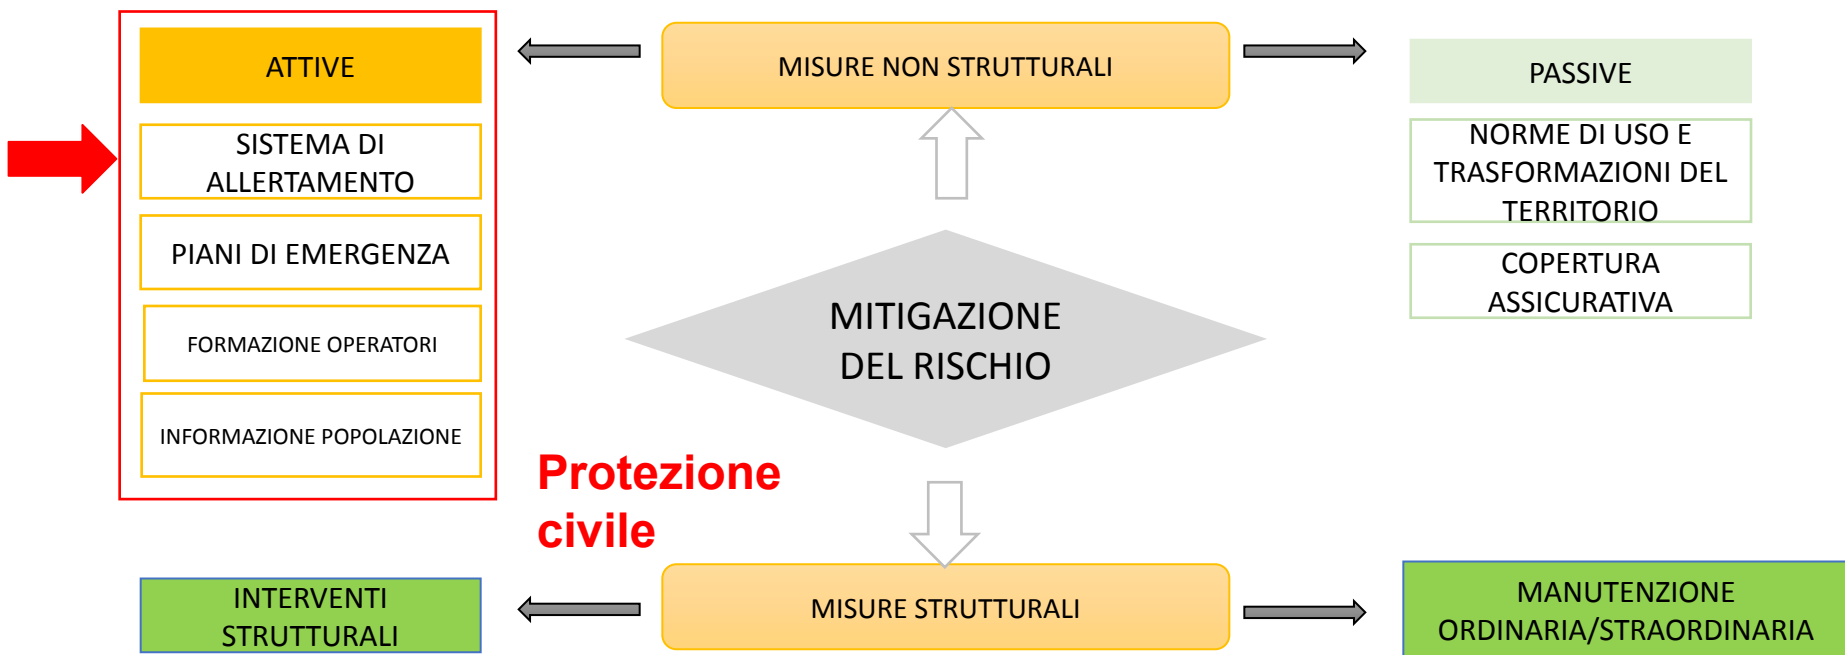 ATTIVE
MISURE NON STRUTTURALI
PASSIVE
SISTEMA DI
ALLERTAMENTO
NORME DI USO E
TRASFORMAZIONI DEL
TERRITORIO
PIANI DI EMERGENZA
COPERTURA
ASSICURATIVA
FORMAZIONE OPERATORI
MITIGAZIONE
DEL RISCHIO
INFORMAZIONE POPOLAZIONE
Protezione
civile
INTERVENTI
STRUTTURALI
MISURE STRUTTURALI
MANUTENZIONE
ORDINARIA/STRAORDINARIA